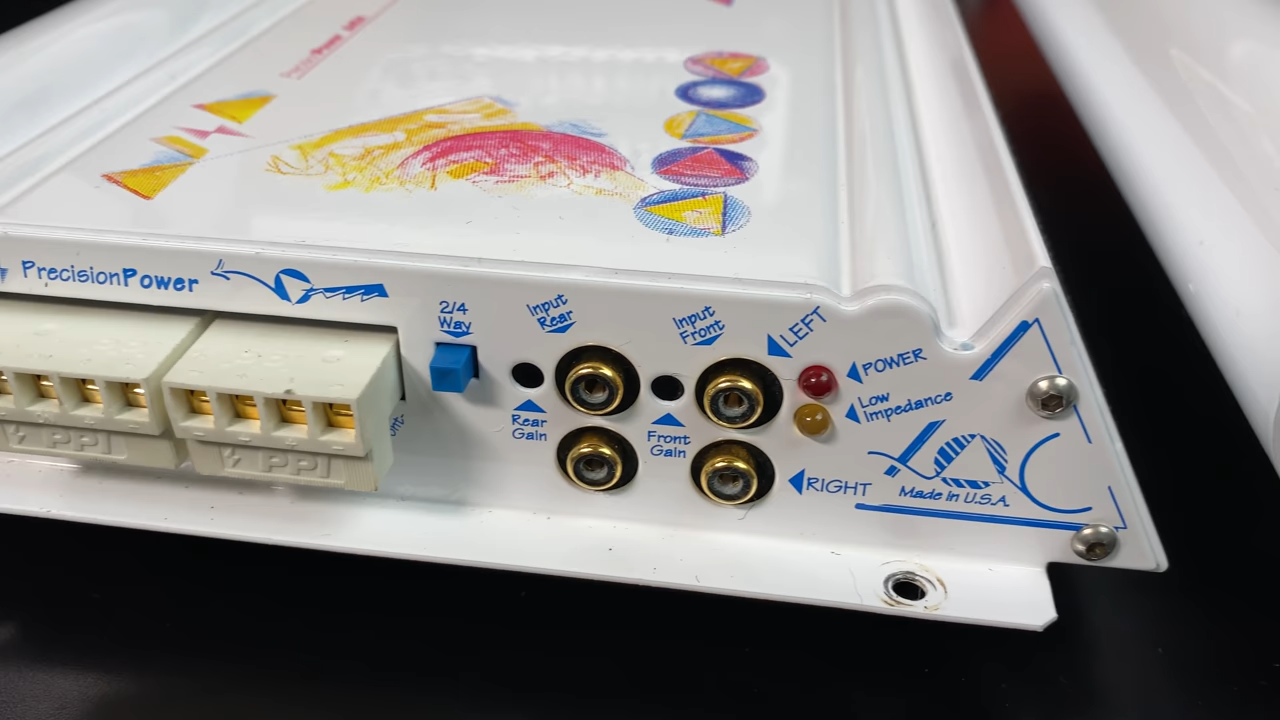 PrecisionPower
2/4
Way
Input
Rear
Input
Front
LEFT
POWER
Low
Impedance
Rear
Gain
Front
Gain
RIGHT
Made in U.S.A.
PPI
PPI